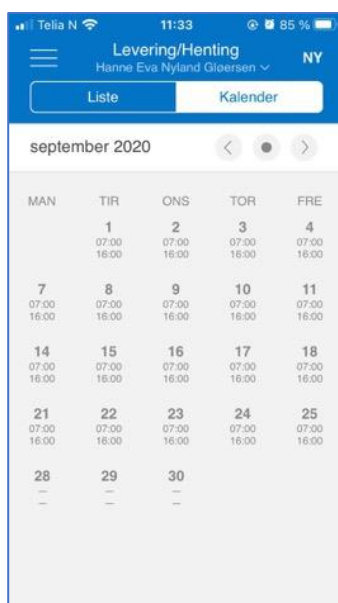 Telia N 11:33 85 %
Levering/Henting
Hanne Eva Nyland Gløersen
NY
Liste Kalender
september 2020
MAN TIR ONS TOR FRE
1 2 3 4
07:00 07:00 07:00 07:00
16:00 16:00 16:00 16:00
7 8 9 10 11
07:00 07:00 07:00 07:00 07:00
16:00 16:00 16:00 16:00 16:00
14 15 16 17 18
07:00 07:00 07:00 07:00 07:00
16:00 16:00 16:00 16:00 16:00
21 22 23 24 25
07:00 07:00 07:00 07:00 07:00
16:00 16:00 16:00 16:00 16:00
28 29 30
– – –
– – –